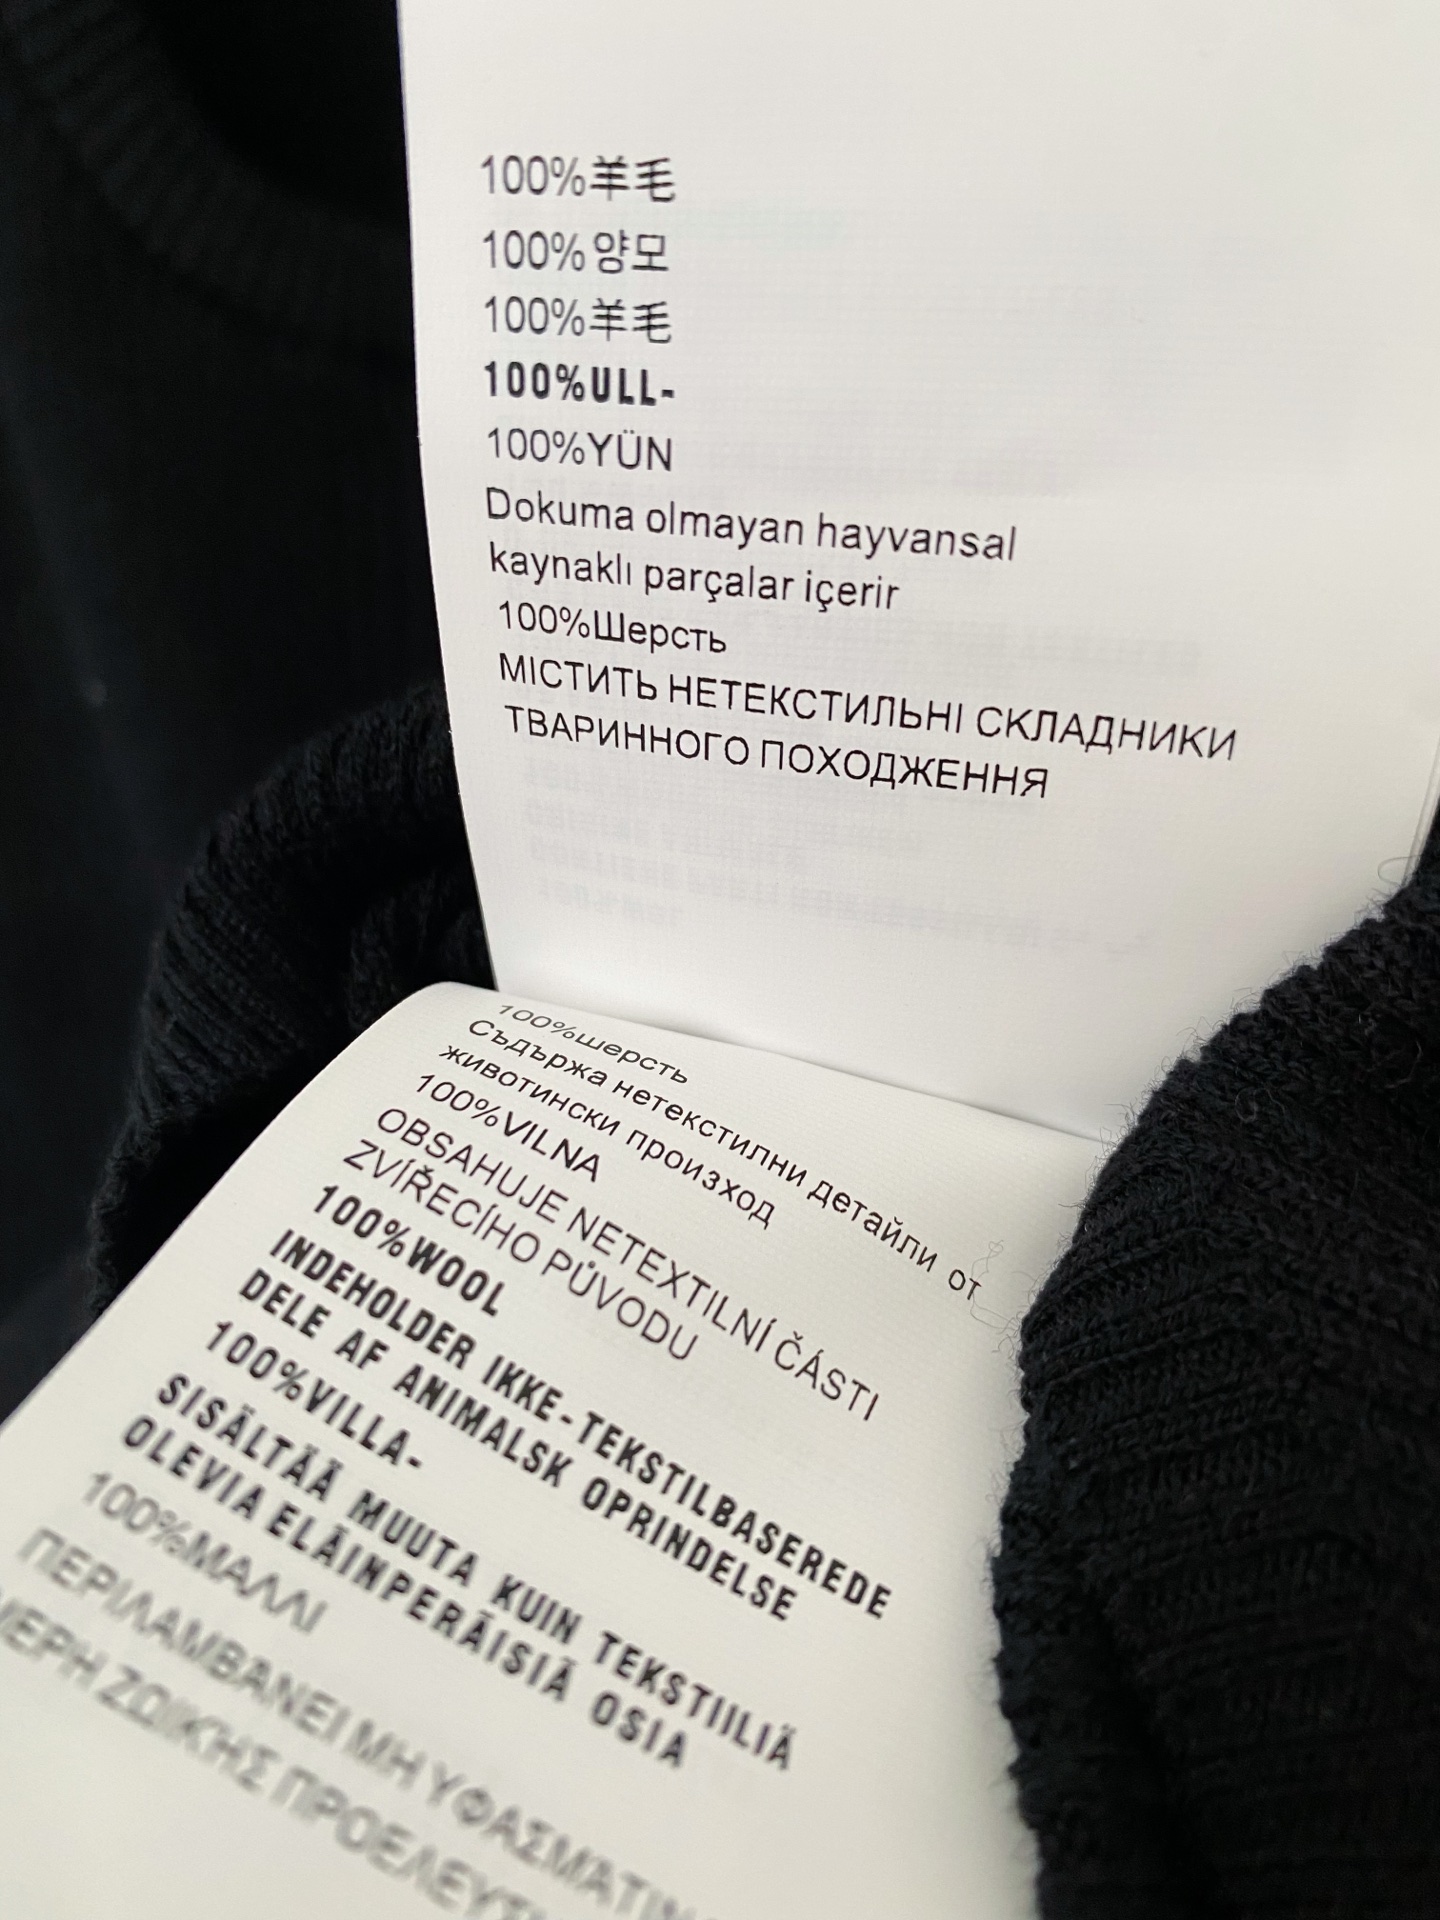 100%羊毛
100%양모
100%羊毛
100%ULL-
100%YÜN
Dokuma olmayan hayvansal
kaynaklı parçalar içerir
100%Шерсть
МІСТИТЬ НЕТЕКСТИЛЬНІ СКЛАДНИКИ
ТВАРИННОГО ПОХОДЖЕННЯ
100%шерсть
Съдържа нетекстилни детайли от
животински произход
100%VILNA
OBSAHUJE NETEXTILNÍ ČÁSTI
ZVÍŘECÍHO PŮVODU
100%WOOL
INDEHOLDER IKKE-TEKSTILBASEREDE
DELE AF ANIMALSK OPRINDELSE
100%VILLA-
SISÄLTÄÄ MUUTA KUIN TEKSTIILIÄ
OLEVIA ELÄINPERÄISIÄ OSIA
100%ΜΑΛΛΙ
ΠΕΡΙΛΑΜΒΑΝΕΙ ΜΗ
ΖΩΙΚΉΣ